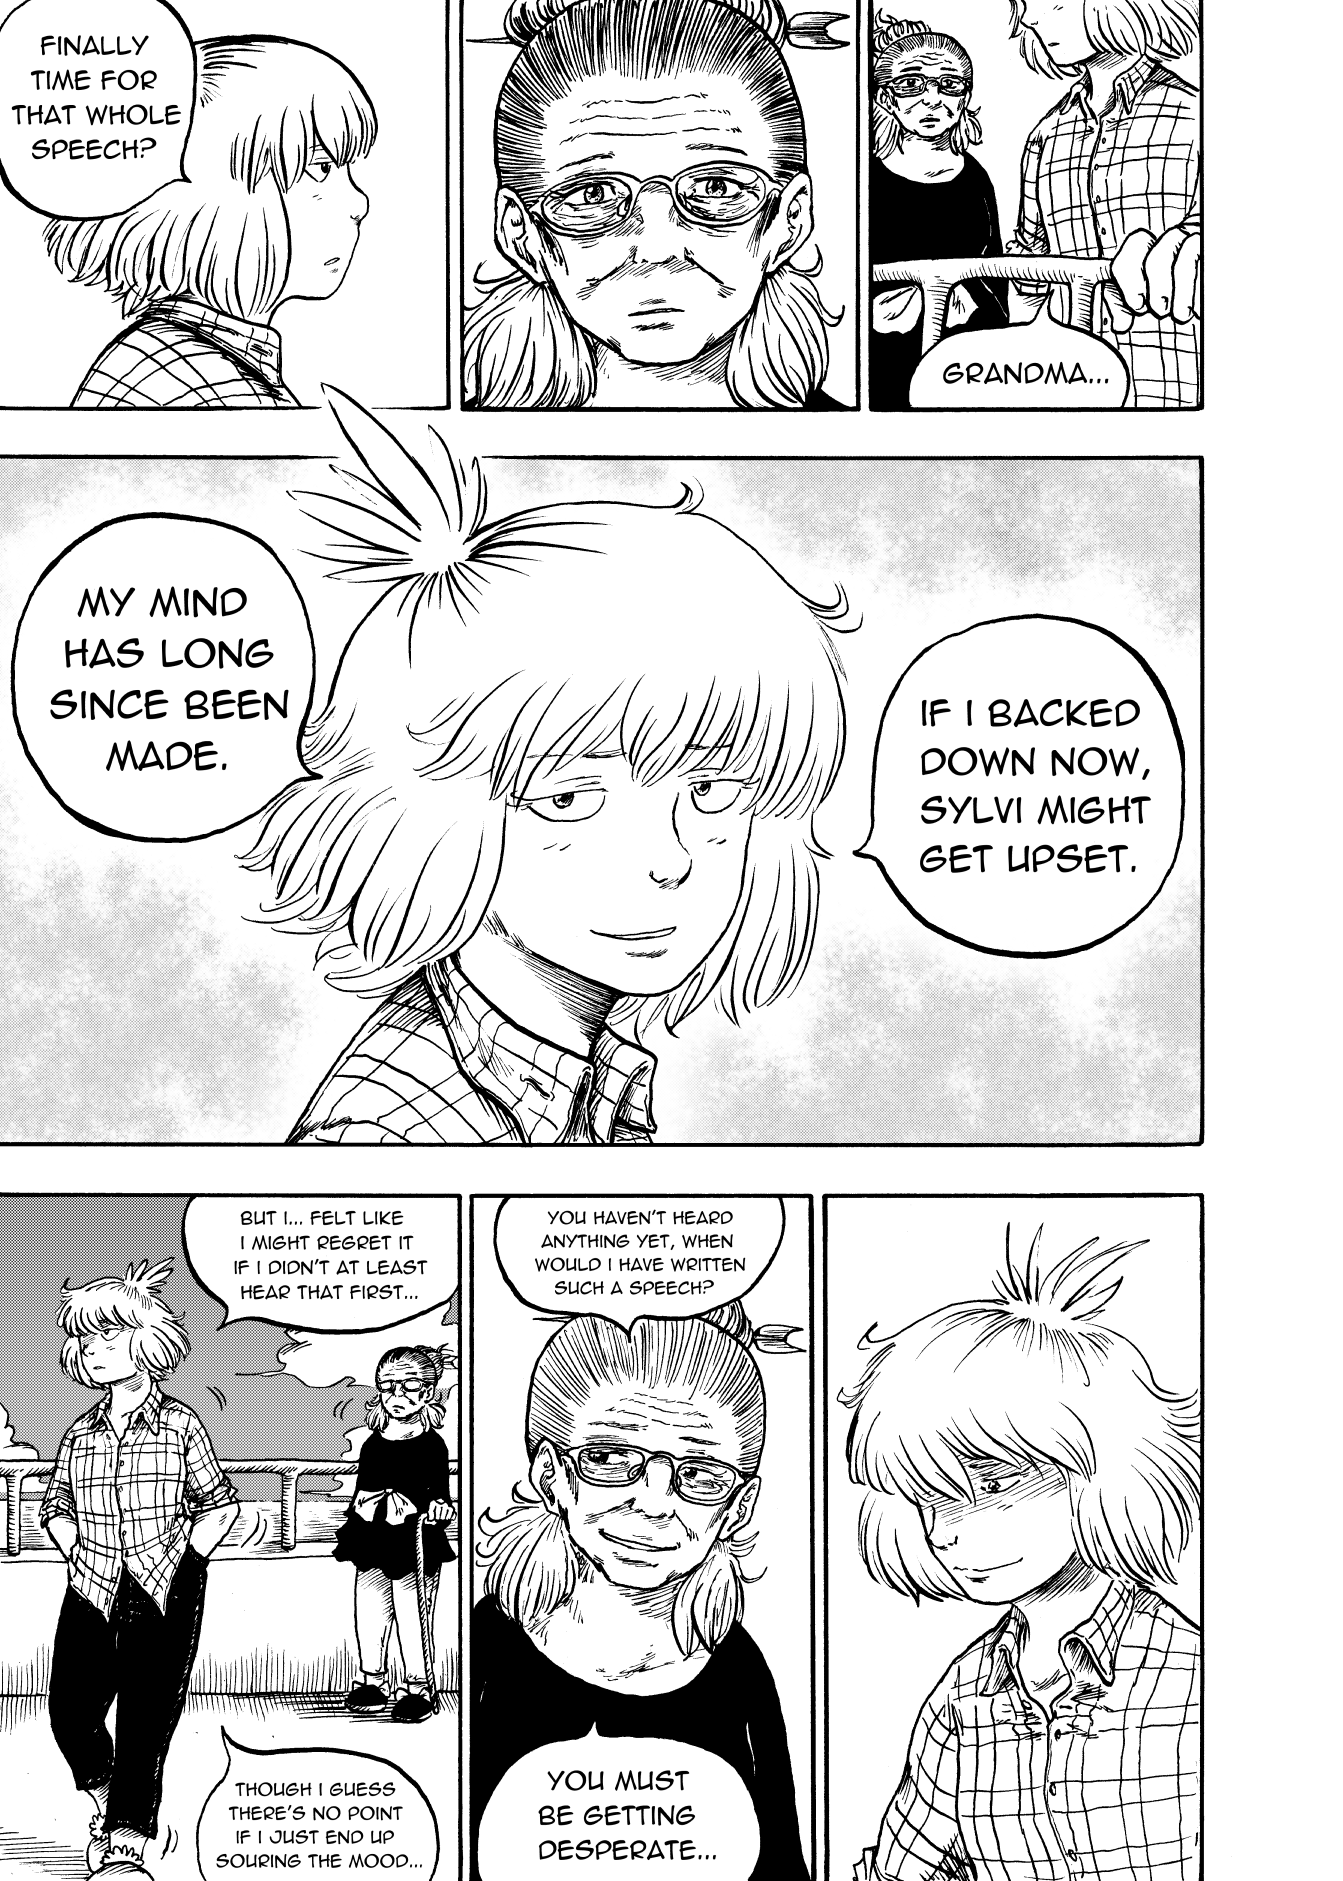 FINALLY
TIME FOR
THAT WHOLE
SPEECH?
GRANDMA...
MY MIND
HAS LONG
SINCE BEEN
MADE.
IF I BACKED
DOWN NOW,
SYLVI MIGHT
GET UPSET.
BUT I... FELT LIKE
I MIGHT REGRET IT
IF I DIDN'T AT LEAST
HEAR THAT FIRST...
THOUGH I GUESS
THERE'S NO POINT
IF I JUST END UP
SOURING THE MOOD...
YOU HAVEN'T HEARD
ANYTHING YET, WHEN
WOULD I HAVE WRITTEN
SUCH A SPEECH?
YOU MUST
BE GETTING
DESPERATE...